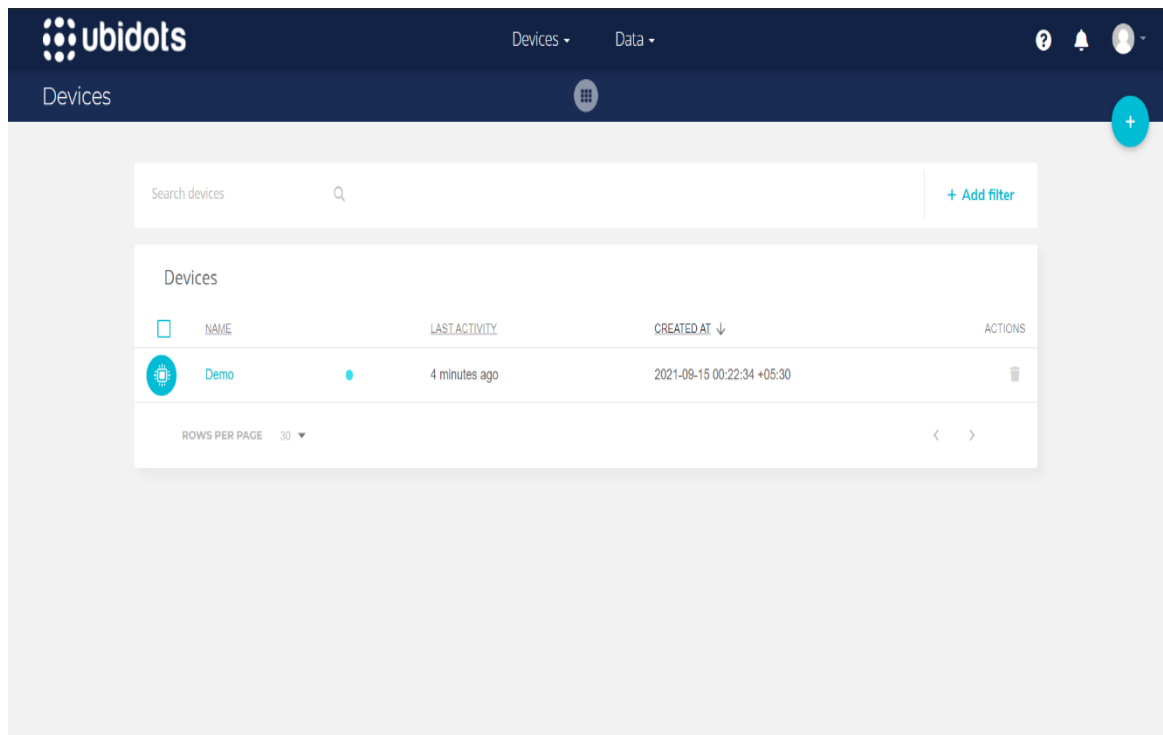 ubidots Devices Data
Devices
Search devices + Add filter
Devices
NAME LAST ACTIVITY CREATED AT ACTIONS
Demo 4 minutes ago 2021-09-15 00:22:34 +05:30
ROWS PER PAGE 30